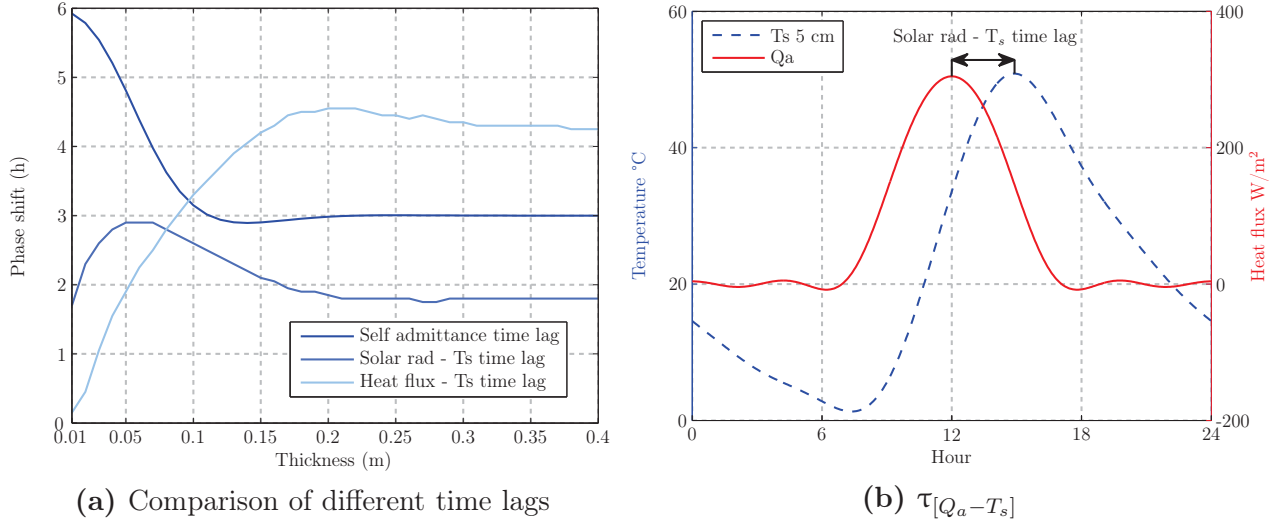 6
5
4
3
2
1
0
0.01
0.05
0.1
0.15
0.2
0.25
0.3
0.35
0.4
Phase shift (h)
Thickness (m)
Self admittance time lag
Solar rad - Ts time lag
Heat flux - Ts time lag
(a) Comparison of different time lags
60
40
20
0
Temperature °C
Ts 5 cm
Qa
Solar rad - Tₛ time lag
400
200
0
-200
Heat flux W/m²
0
6
12
18
24
Hour
(b) τ[Qₐ−Tₛ]